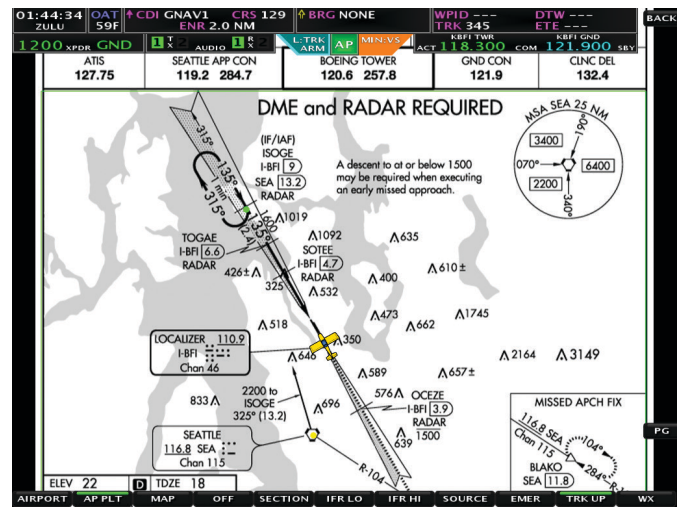 01:44:34 OAT CDI GNAV1 CRS 129 BRG NONE WPID --- DTW ---
ZULU 59F ENR 2.0 NM TRK 345 ETE ---
BACK
1200 XPDR GND 1 T X 2 AUDIO 1 R X 2 L:TRK ARM AP MIN:VS ACT KBFI TWR 118.300 COM KBFI GND 121.900 SBY
ATIS SEATTLE APP CON BOEING TOWER GND CON CLNC DEL
127.75 119.2 284.7 120.6 257.8 121.9 132.4
DME and RADAR REQUIRED
MSA SEA 25 NM
190°
3400
070°
6400
2200
340°
315°
(IF/IAF)
ISOGE
I-BFI 9
SEA 13.2
RADAR
A descent to at or below 1500
may be required when executing
an early missed approach.
135°
1 min
315°
135°
1600
(2.4)
1019
TOGAE
I-BFI 6.6
RADAR
1092
635
SOTEE
I-BFI 4.7
RADAR
426±
325
532
400
610±
518
473
662
1745
LOCALIZER 110.9
I-BFI
Chan 46
350
646
2164
3149
589
657±
2200 to
ISOGE
325° (13.2)
833
696
576
OCEZE
I-BFI 3.9
RADAR
1500
639
SEATTLE
116.8 SEA
Chan 115
R-104
MISSED APCH FIX
116.8 SEA
Chan 115
104°
284°
BLAKO
SEA 11.8
PG
ELEV 22 D TDZE 18
AIRPORT AP PLT MAP OFF SECTION IFR LO IFR HI SOURCE EMER TRK UP WX